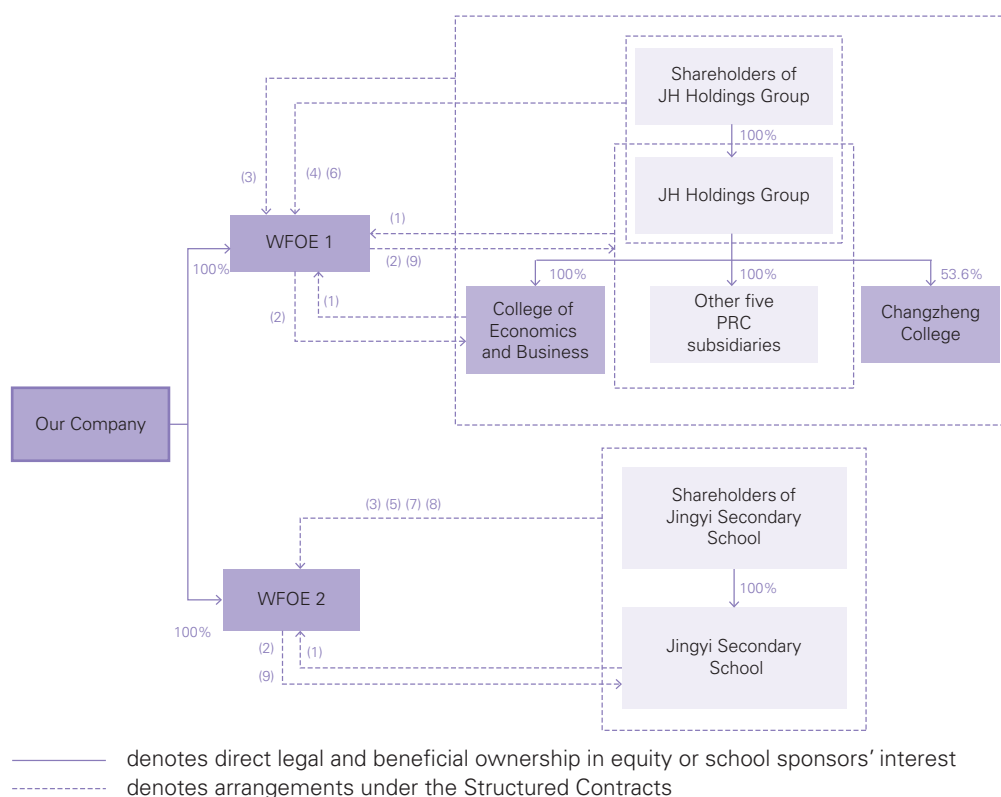 Shareholders of
JH Holdings Group
100%
(3)
(4) (6)
JH Holdings Group
(1)
WFOE 1
(2) (9)
100%
100%
100%
53.6%
(2)
(1)
College of
Economics
and Business
Other five
PRC
subsidiaries
Changzheng
College
Our Company
Shareholders of
Jingyi Secondary
School
(3) (5) (7) (8)
100%
WFOE 2
100%
(2)
(1)
(9)
Jingyi Secondary
School
denotes direct legal and beneficial ownership in equity or school sponsors’ interest
denotes arrangements under the Structured Contracts